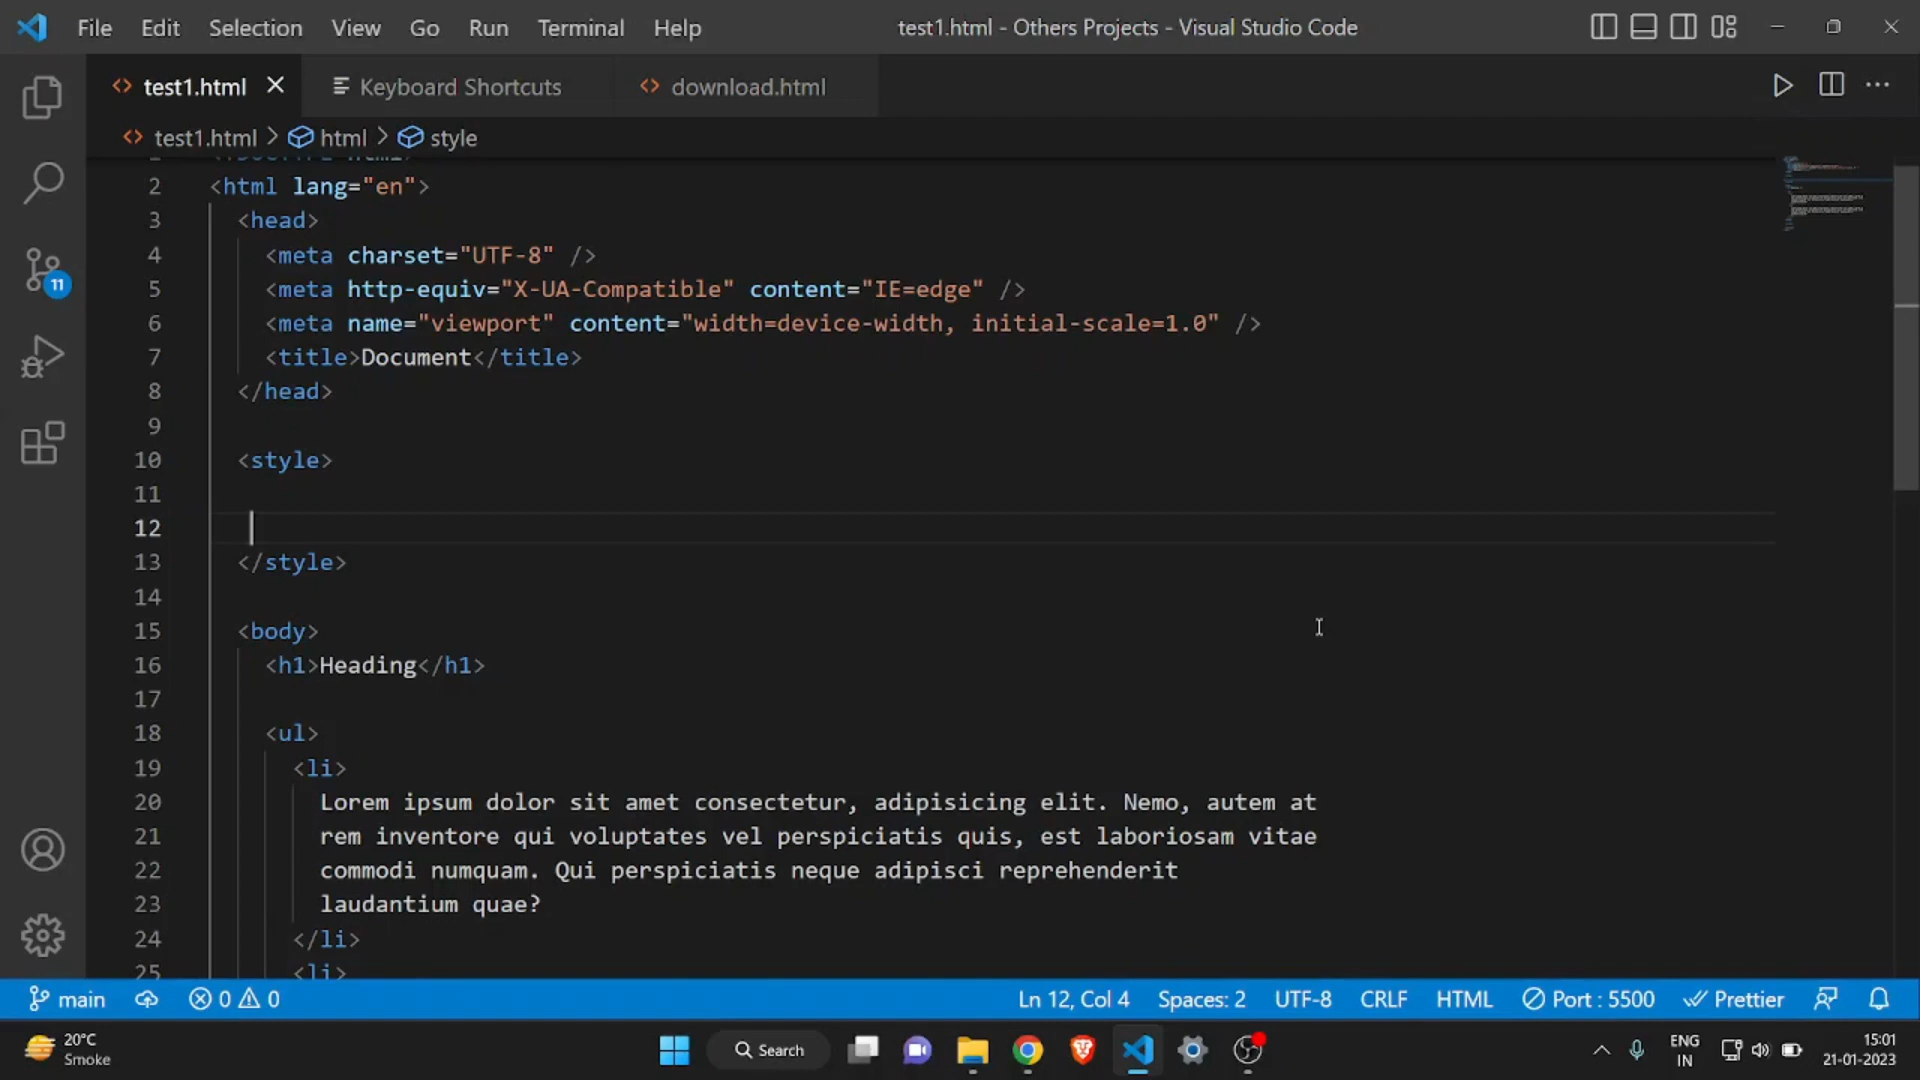 File Edit Selection View Go Run Terminal Help test1.html - Others Projects - Visual Studio Code
test1.html Keyboard Shortcuts download.html
test1.html > html > style
2 <html lang="en">
3 <head>
4 <meta charset="UTF-8" />
5 <meta http-equiv="X-UA-Compatible" content="IE=edge" />
6 <meta name="viewport" content="width=device-width, initial-scale=1.0" />
7 <title>Document</title>
8 </head>
9
10 <style>
11
12
13 </style>
14
15 <body>
16 <h1>Heading</h1>
17
18 <ul>
19 <li>
20 Lorem ipsum dolor sit amet consectetur, adipisicing elit. Nemo, autem at
21 rem inventore qui voluptates vel perspiciatis quis, est laboriosam vitae
22 commodi numquam. Qui perspiciatis neque adipisci reprehenderit
23 laudantium quae?
24 </li>
25 <li>
11
main 0 0 Ln 12, Col 4 Spaces: 2 UTF-8 CRLF HTML Port : 5500 Prettier
20°C
Smoke
Search
ENG
IN
15:01
21-01-2023